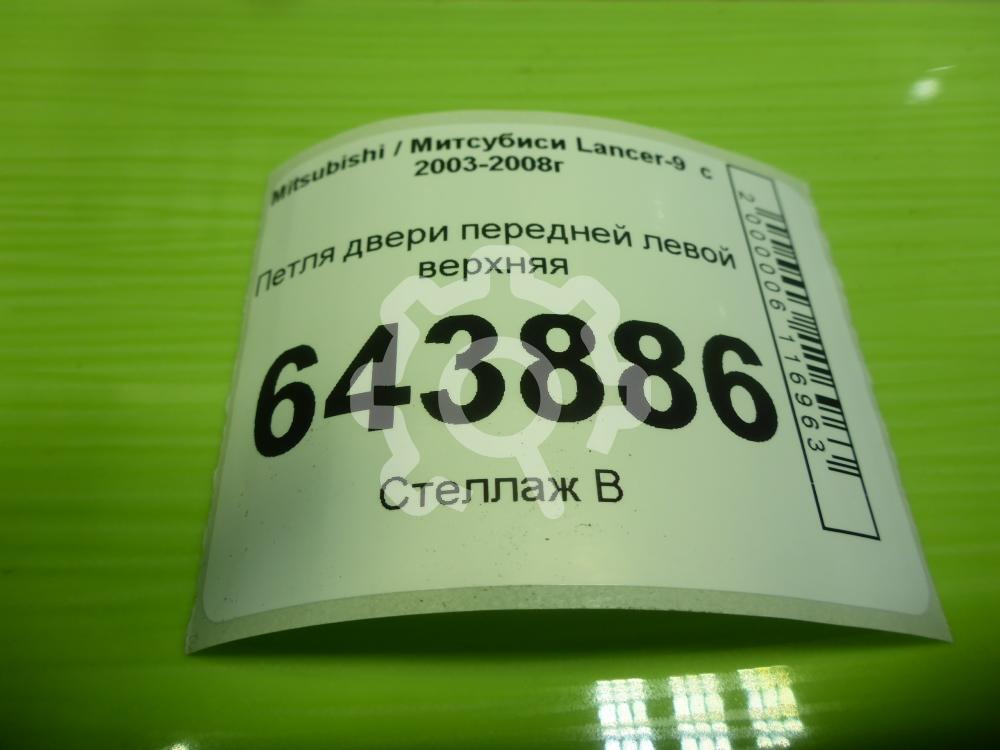 Mitsubishi / Митсубиси Lancer-9 с
2003-2008г
Петля двери передней левой
верхняя
643886
Стеллаж В
2000006116963